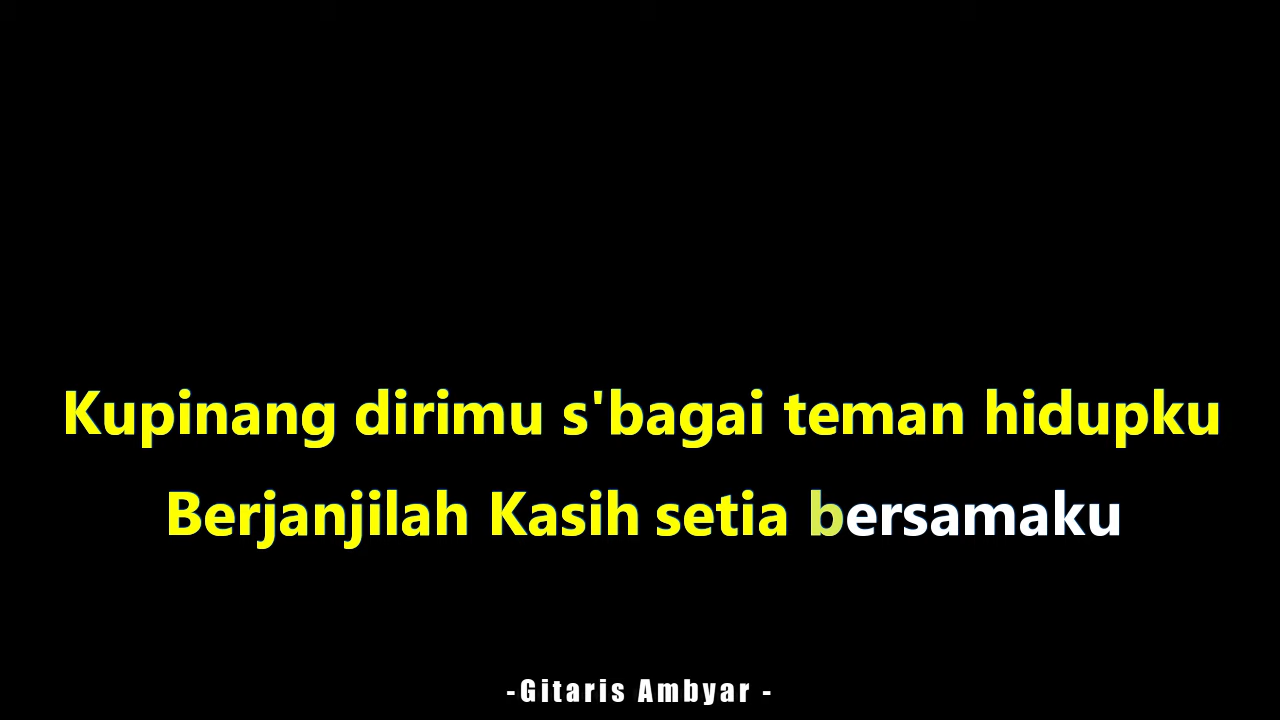 Kupinang dirimu s'bagai teman hidupku
Berjanjilah Kasih setia bersamaku
-Gitaris Ambyar -